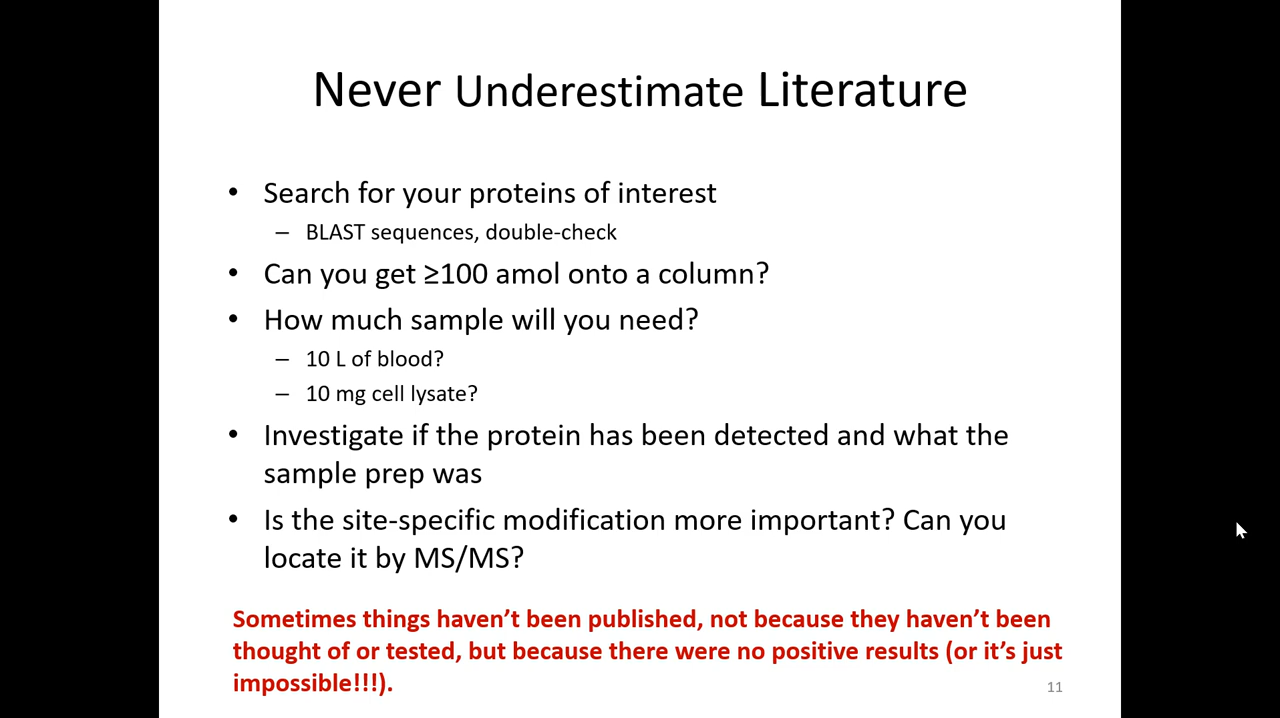 Never Underestimate Literature
• Search for your proteins of interest
– BLAST sequences, double-check
• Can you get ≥100 amol onto a column?
• How much sample will you need?
– 10 L of blood?
– 10 mg cell lysate?
• Investigate if the protein has been detected and what the
sample prep was
• Is the site-specific modification more important? Can you
locate it by MS/MS?
Sometimes things haven’t been published, not because they haven’t been
thought of or tested, but because there were no positive results (or it’s just
impossible!!!).
11